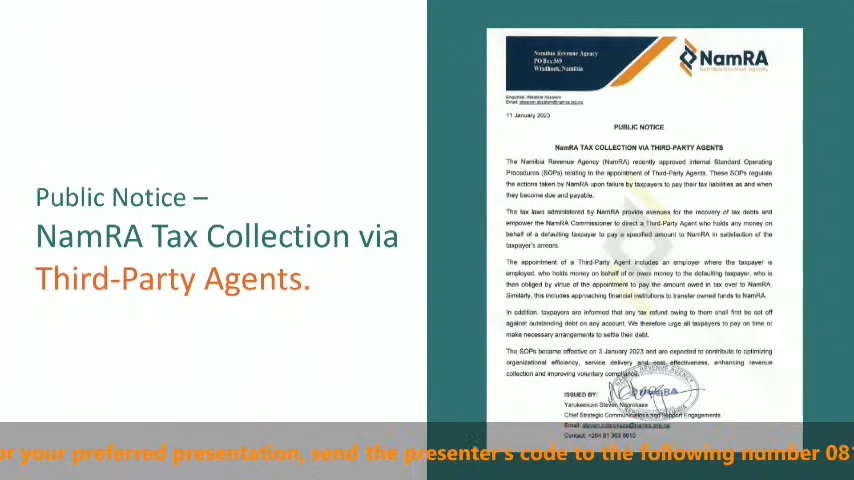 Public Notice –
NamRA Tax Collection via
Third-Party Agents.
Namibia Revenue Agency
PO Box 369
Windhoek, Namibia
NamRA
Namibia Revenue Agency
11 January 2023
PUBLIC NOTICE
NamRA TAX COLLECTION VIA THIRD-PARTY AGENTS
The Namibia Revenue Agency (NamRA) recently approved internal Standard Operating
Procedures (SOPs) relating to the appointment of Third-Party Agents. These SOPs regulate
the actions taken by NamRA upon failure by taxpayers to pay their tax liabilities as and when
they become due and payable.
The tax laws administered by NamRA provide avenues for the recovery of tax debts and
empower the NamRA Commissioner to direct a Third-Party Agent who holds any money on
behalf of a defaulting taxpayer to pay a specified amount to NamRA in satisfaction of the
taxpayer's arrears.
The appointment of a Third-Party Agent includes an employer where the taxpayer is
employed, who holds money on behalf of or owes money to the defaulting taxpayer, who is
then obliged by virtue of the appointment to pay the amount owed in tax over to NamRA.
Similarly, this includes approaching financial institutions to transfer owned funds to NamRA.
In addition, taxpayers are informed that any tax refund owing to them shall first be set off
against outstanding debt on any account. We therefore urge all taxpayers to pay on time or
make necessary arrangements to settle their debt.
The SOPs became effective on 3 January 2023 and are expected to contribute to optimizing
organizational efficiency, service delivery and cost effectiveness, enhancing revenue
collection and improving voluntary compliance.
ISSUED BY:
Yarukeekuro Steven Ndorokaze
Chief Strategic Communications and Support Engagements
or your preferred presentation, send the presenter's code to the following number 081